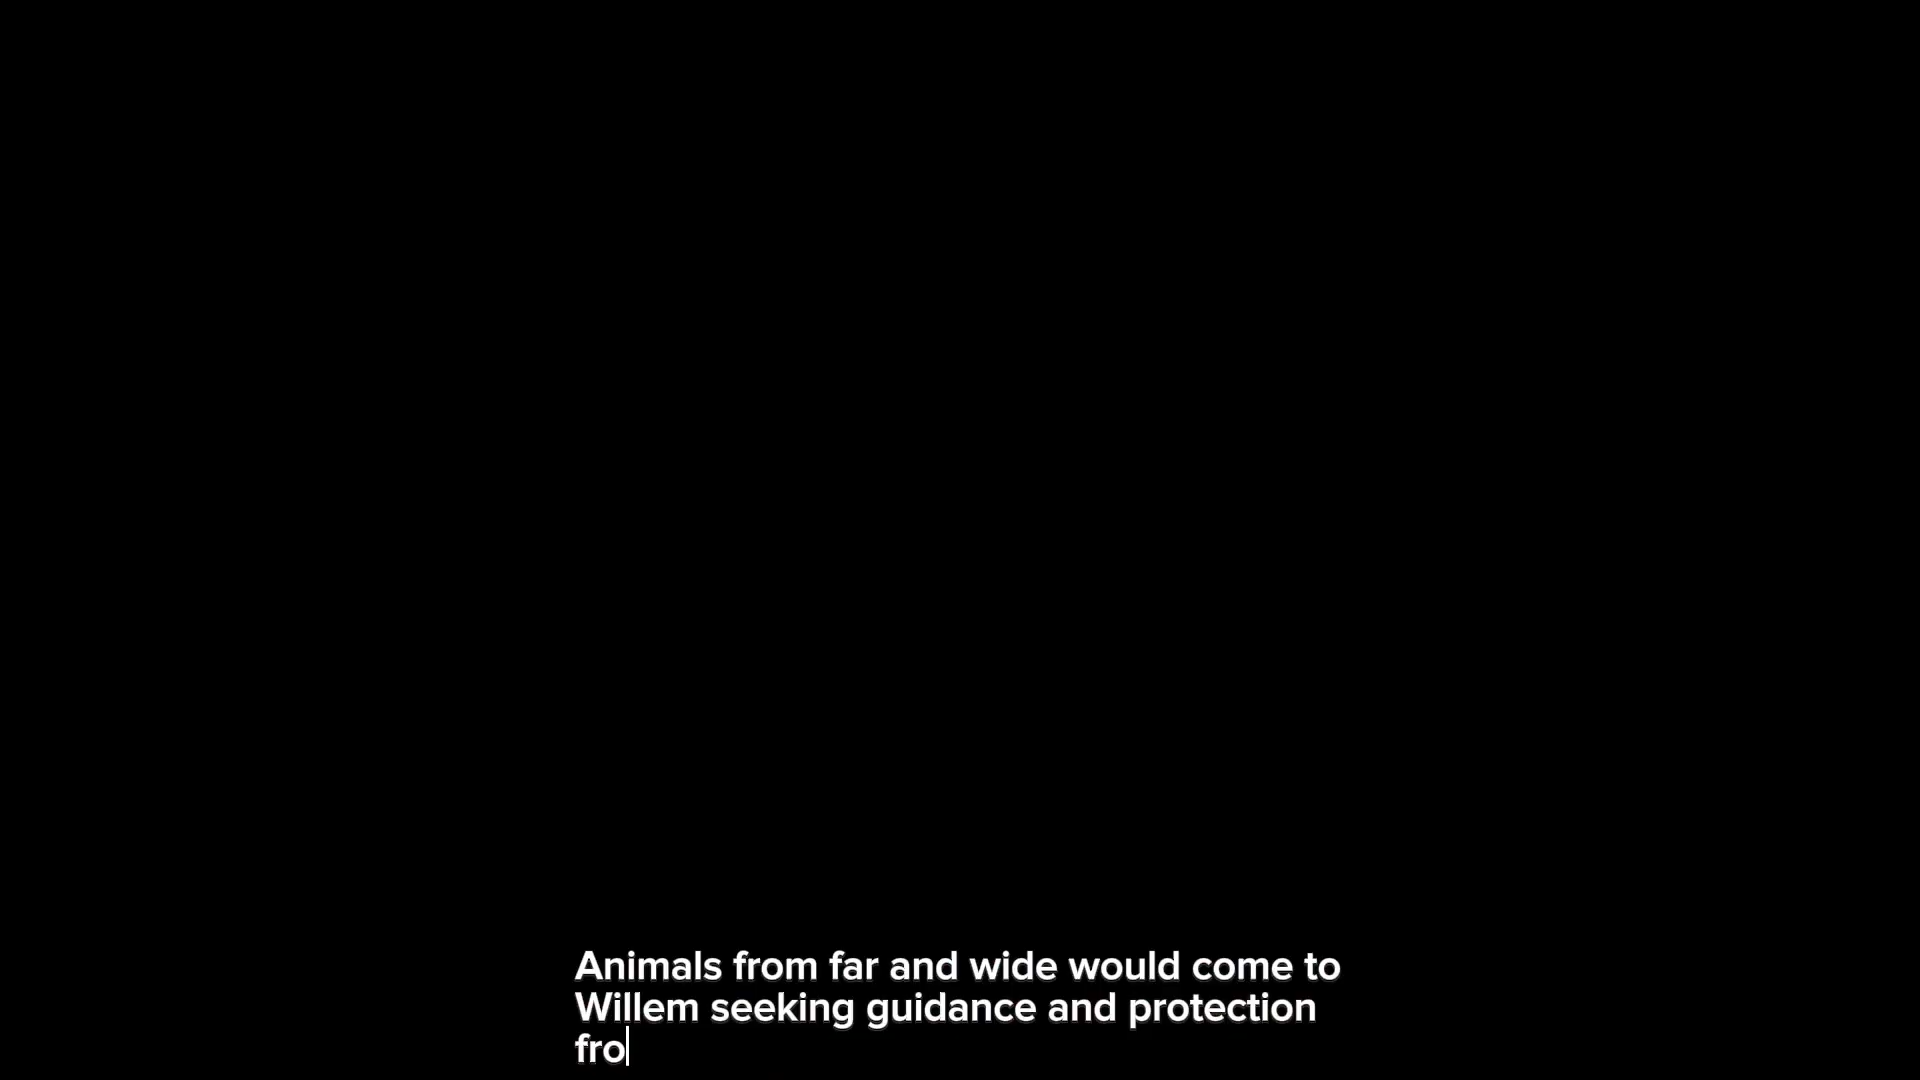 Animals from far and wide would come to
Willem seeking guidance and protection
fro